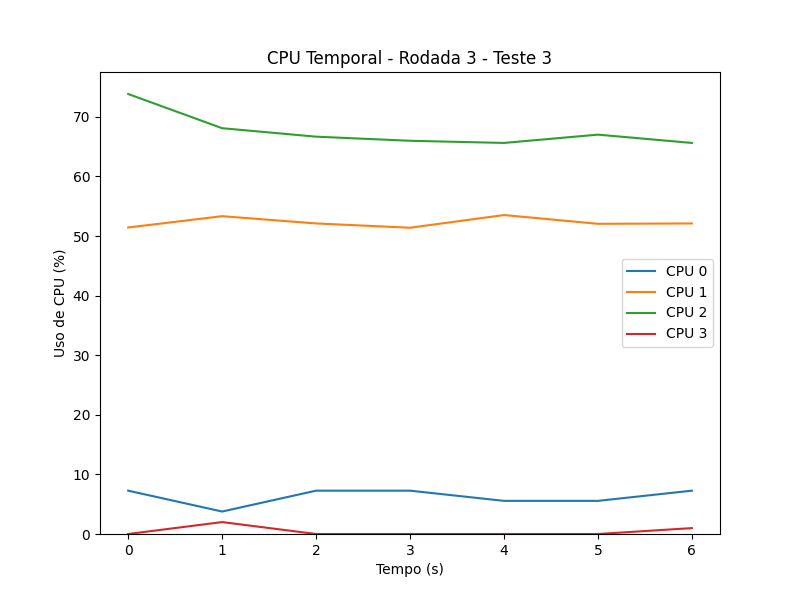 CPU Temporal - Rodada 3 - Teste 3
Uso de CPU (%)
70
60
50
40
30
20
10
0
CPU 0
CPU 1
CPU 2
CPU 3
0 1 2 3 4 5 6
Tempo (s)